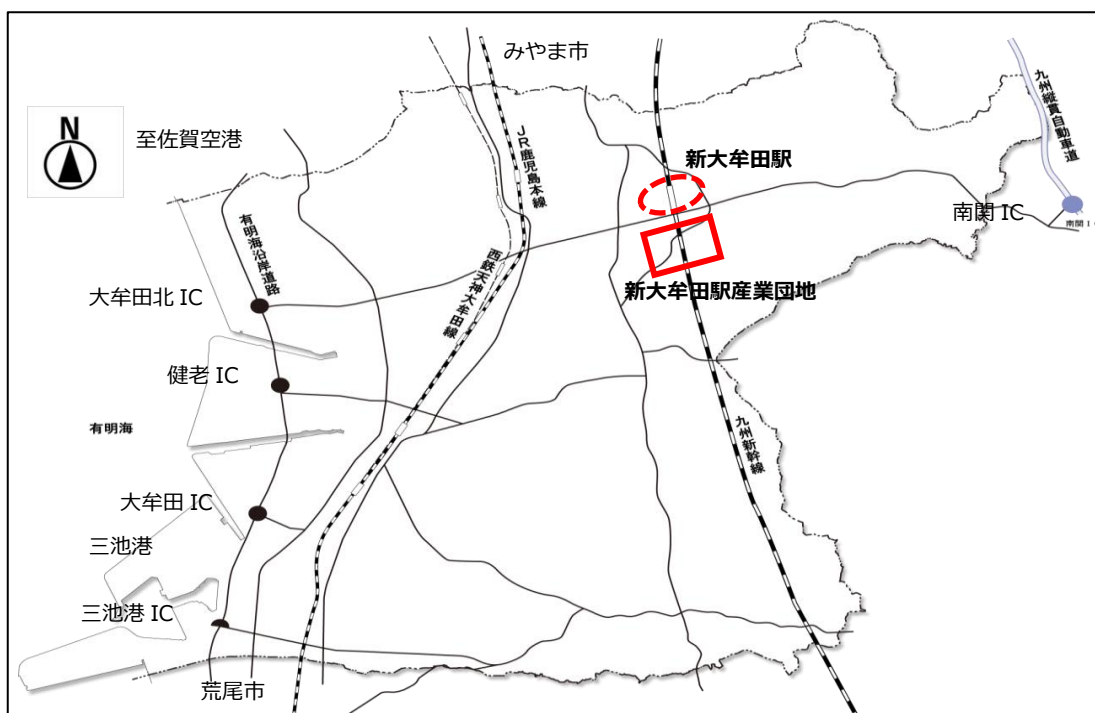 みやま市
N
至佐賀空港
JR鹿児島本線
九州縦貫自動車道
新大牟田駅
南関 IC
南関IC
有明海沿岸道路
西鉄天神大牟田線
大牟田北 IC
新大牟田駅産業団地
健老 IC
有明海
九州新幹線
大牟田 IC
三池港
三池港 IC
荒尾市